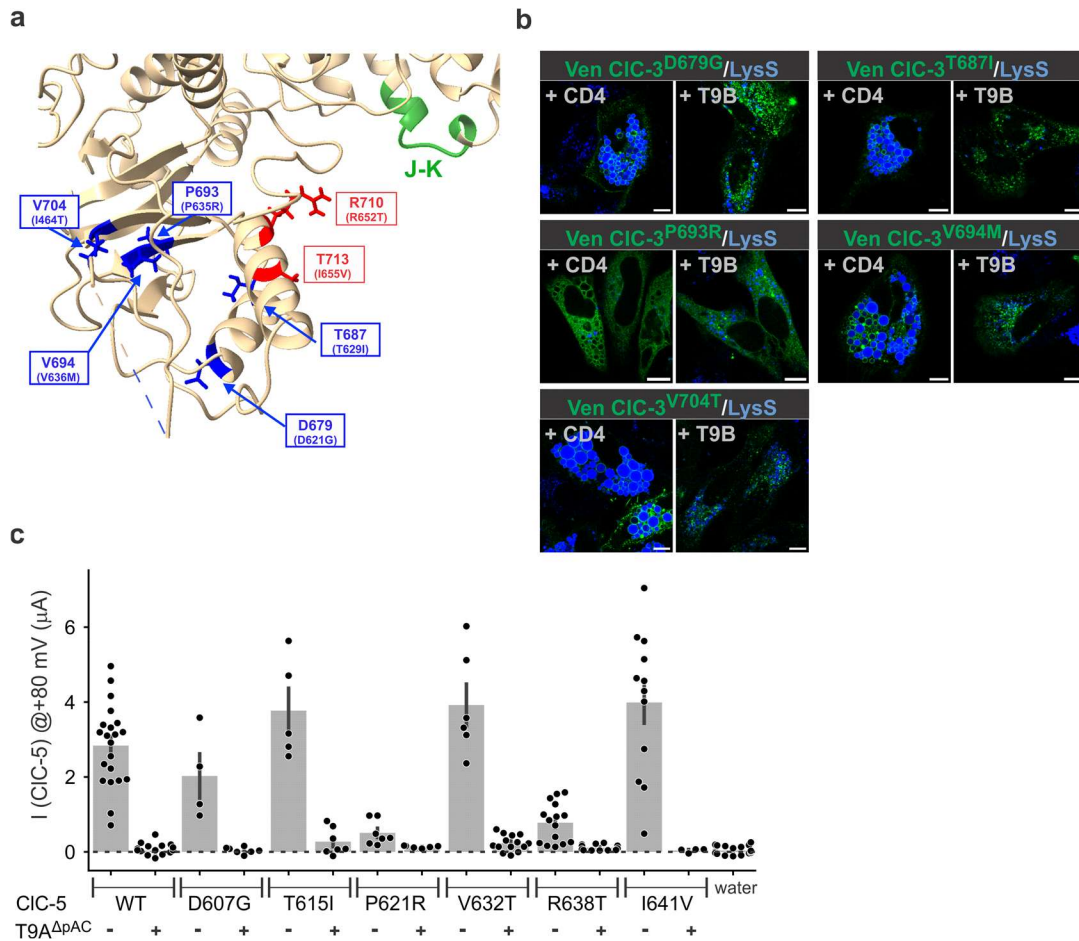 a
J-K
V704
(I464T)
P693
(P635R)
R710
(R652T)
T713
(I655V)
T687
(T629I)
V694
(V636M)
D679
(D621G)
b
Ven ClC-3D679G/LysS
+ CD4 + T9B
Ven ClC-3T687I/LysS
+ CD4 + T9B
Ven ClC-3P693R/LysS
+ CD4 + T9B
Ven ClC-3V694M/LysS
+ CD4 + T9B
Ven ClC-3V704T/LysS
+ CD4 + T9B
c
I (ClC-5) @+80 mV (µA)
6
4
2
0
ClC-5 WT D607G T615I P621R V632T R638T I641V water
T9AΔpAC - + - + - + - + - + - + - +